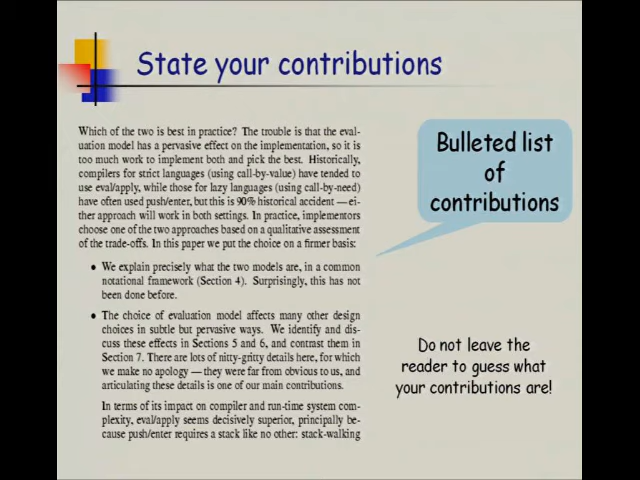 State your contributions
Which of the two is best in practice? The trouble is that the eval-
uation model has a pervasive effect on the implementation, so it is
too much work to implement both and pick the best. Historically,
compilers for strict languages (using call-by-value) have tended to
use eval/apply, while those for lazy languages (using call-by-need)
have often used push/enter, but this is 90% historical accident — ei-
ther approach will work in both settings. In practice, implementors
choose one of the two approaches based on a qualitative assessment
of the trade-offs. In this paper we put the choice on a firmer basis:
• We explain precisely what the two models are, in a common
notational framework (Section 4). Surprisingly, this has not
been done before.
• The choice of evaluation model affects many other design
choices in subtle but pervasive ways. We identify and dis-
cuss these effects in Sections 5 and 6, and contrast them in
Section 7. There are lots of nitty-gritty details here, for which
we make no apology — they were far from obvious to us, and
articulating these details is one of our main contributions.
In terms of its impact on compiler and run-time system com-
plexity, eval/apply seems decisively superior, principally be-
cause push/enter requires a stack like no other: stack-walking
Bulleted list
of
contributions
Do not leave the
reader to guess what
your contributions are!